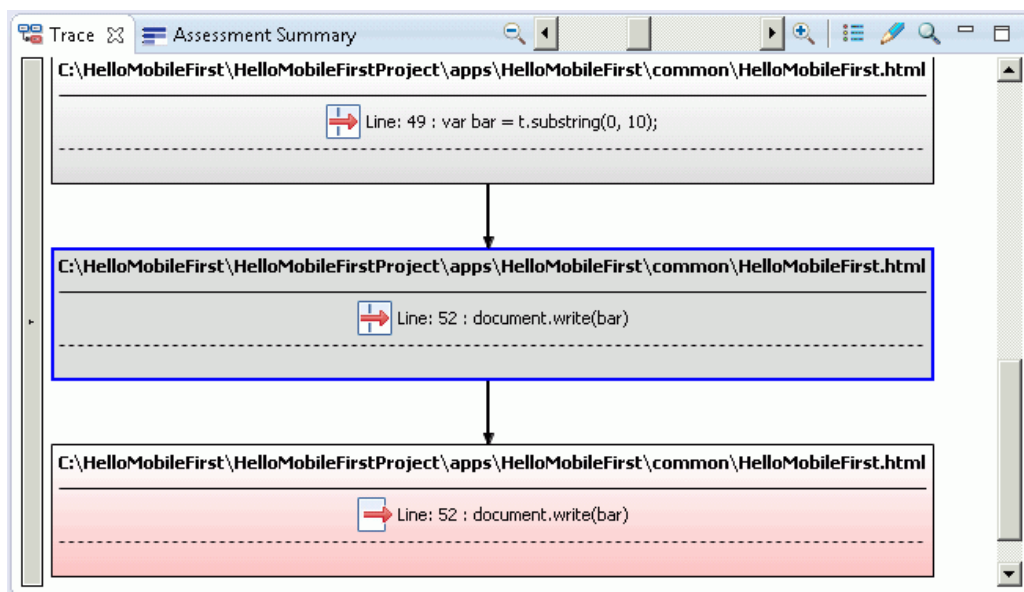 Trace Assessment Summary
C:\HelloMobileFirst\HelloMobileFirstProject\apps\HelloMobileFirst\common\HelloMobileFirst.html
Line: 49 : var bar = t.substring(0, 10);
C:\HelloMobileFirst\HelloMobileFirstProject\apps\HelloMobileFirst\common\HelloMobileFirst.html
Line: 52 : document.write(bar)
C:\HelloMobileFirst\HelloMobileFirstProject\apps\HelloMobileFirst\common\HelloMobileFirst.html
Line: 52 : document.write(bar)